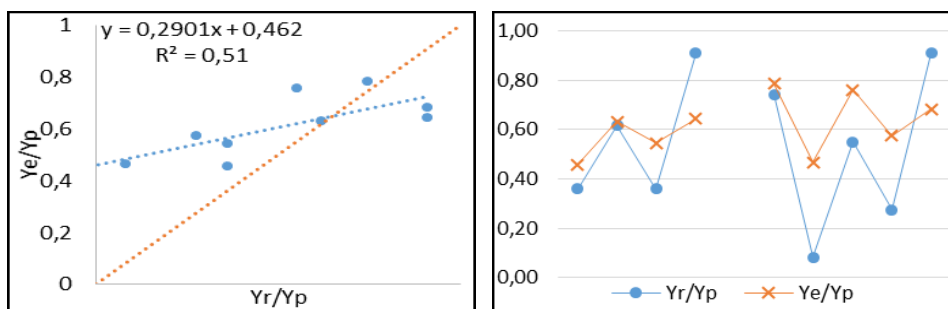 y = 0,2901x + 0,462
R² = 0,51
1
0,8
0,6
0,4
0,2
0
Ye/Yp
Yr/Yp
1,00
0,80
0,60
0,40
0,20
0,00
Yr/Yp
Ye/Yp